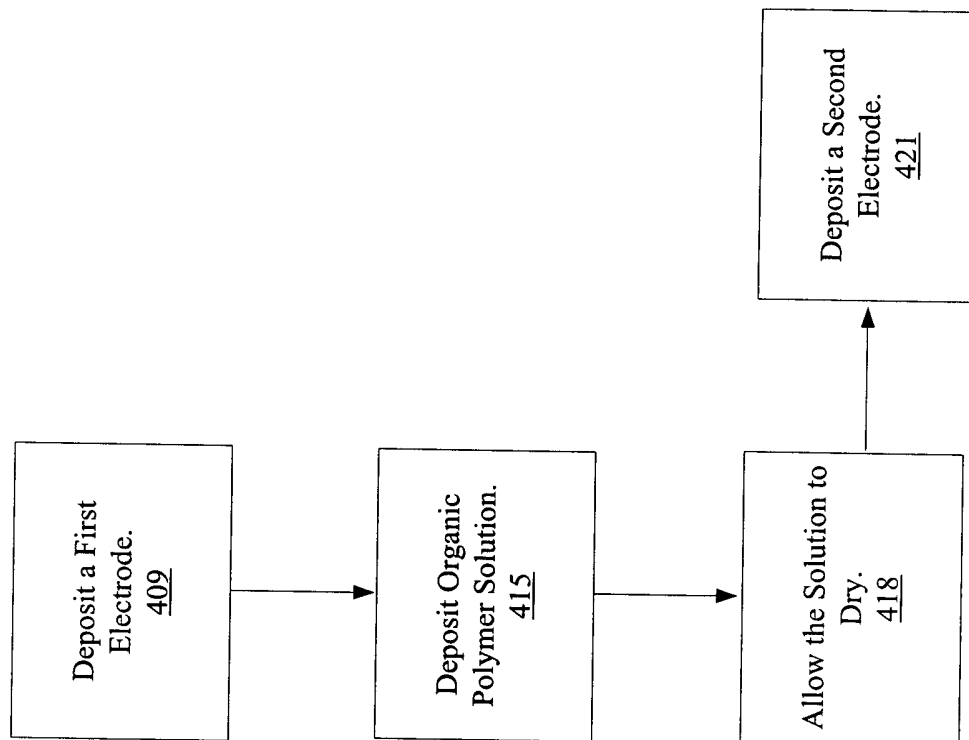 Deposit a First
Electrode.
409
Deposit Organic
Polymer Solution.
415
Allow the Solution to
Dry.
418
Deposit a Second
Electrode.
421